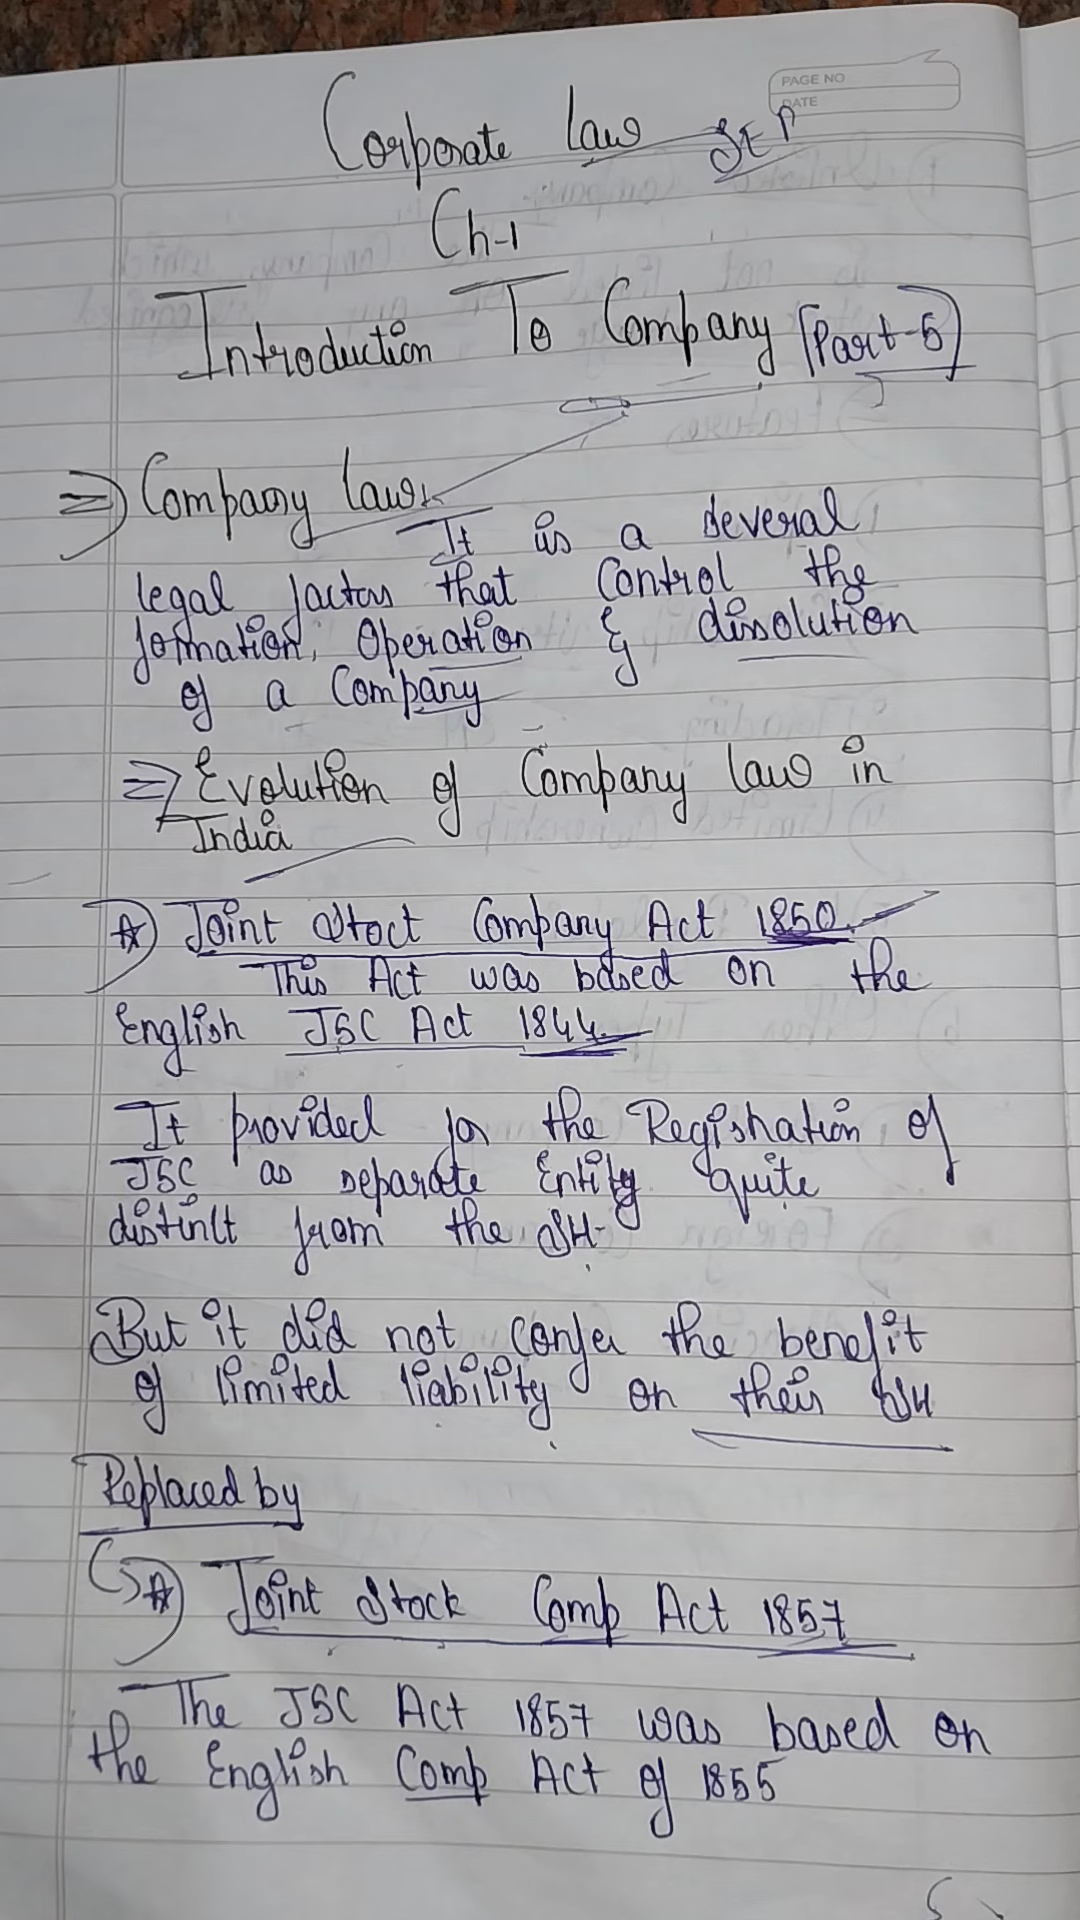 PAGE NO
DATE
Corporate Law SEP
Ch-1
Introduction To Company (Part-5)
⇒) Company Law
It is a several
legal factors that Control the
formation, Operation & dissolution
of a Company
⇒) Evolution of Company law in
India
☆) Joint Stoct Company Act 1850
This Act was based on the
English JSC Act 1844
It provided for the Registration of
JSC as separate Entity quite
distinct from the SH-
But it did not confer the benefit
of limited liability on their SH
Replaced by
☆) Joint Stock Comp Act 1857
The JSC Act 1857 was based on
the English Comp Act of 1855